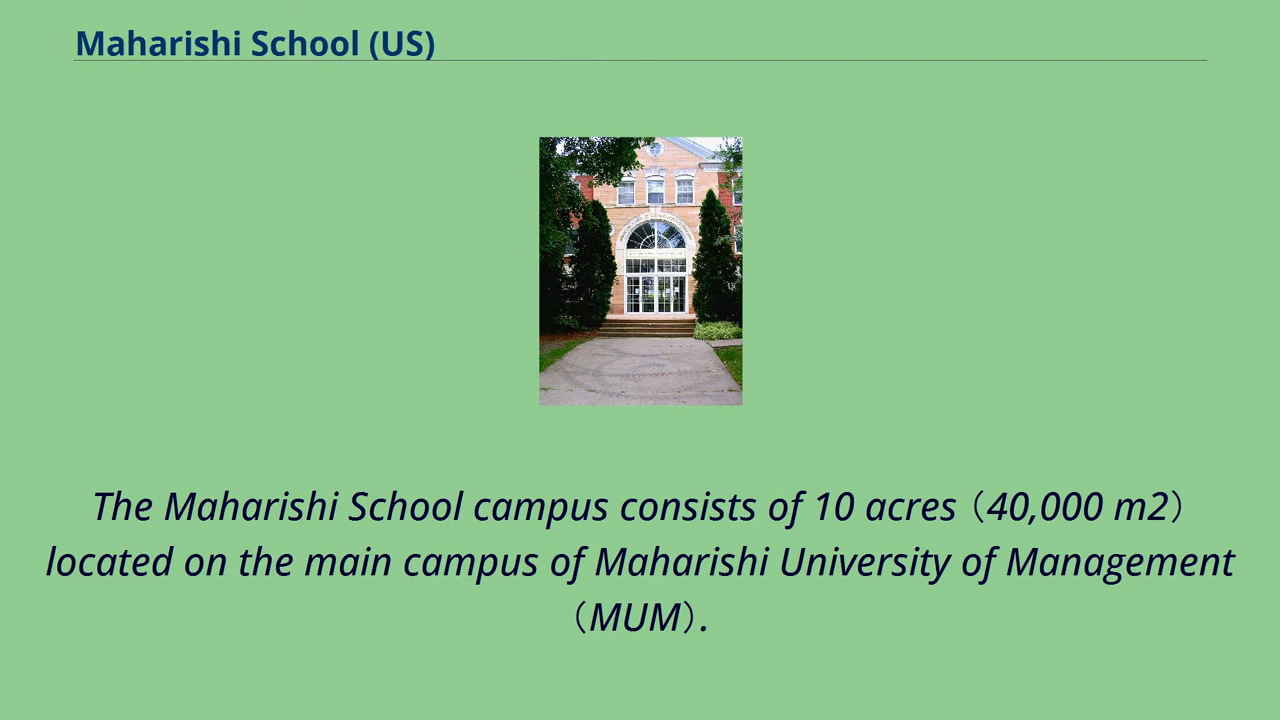 Maharishi School (US)
The Maharishi School campus consists of 10 acres（40,000 m2）
located on the main campus of Maharishi University of Management
（MUM）.